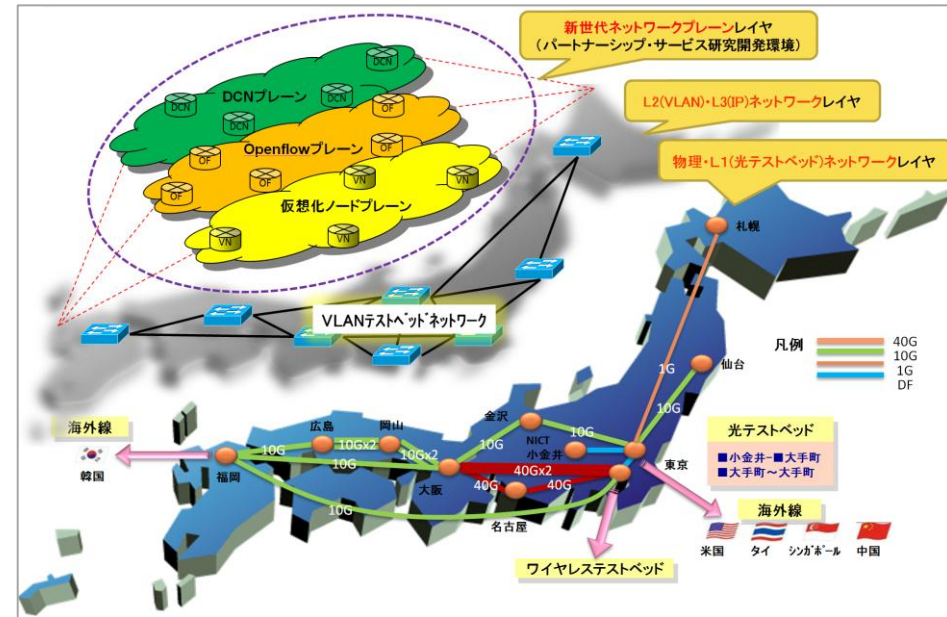 新世代ネットワークプレーンレイヤ
(パートナーシップ・サービス研究開発環境)
L2(VLAN)・L3(IP)ネットワークレイヤ
物理・L1(光テストベッド)ネットワークレイヤ
DCN
DCNプレーン
DCN
DCN
DCN
OF
Openflowプレーン
OF
OF
OF
OF
VN
VN
仮想化ノードプレーン
VN
VN
VLANテストベッドネットワーク
札幌
凡例
40G
10G
1G
DF
1G
仙台
10G
海外線
韓国
福岡
10G
広島
10Gx2
岡山
10Gx2
10G
10G
大阪
10G
金沢
10G
NICT
小金井
40Gx2
40G
40G
名古屋
東京
光テストベッド
■小金井-■大手町
■大手町～大手町
海外線
米国
タイ
シンガポール
中国
ワイヤレステストベッド